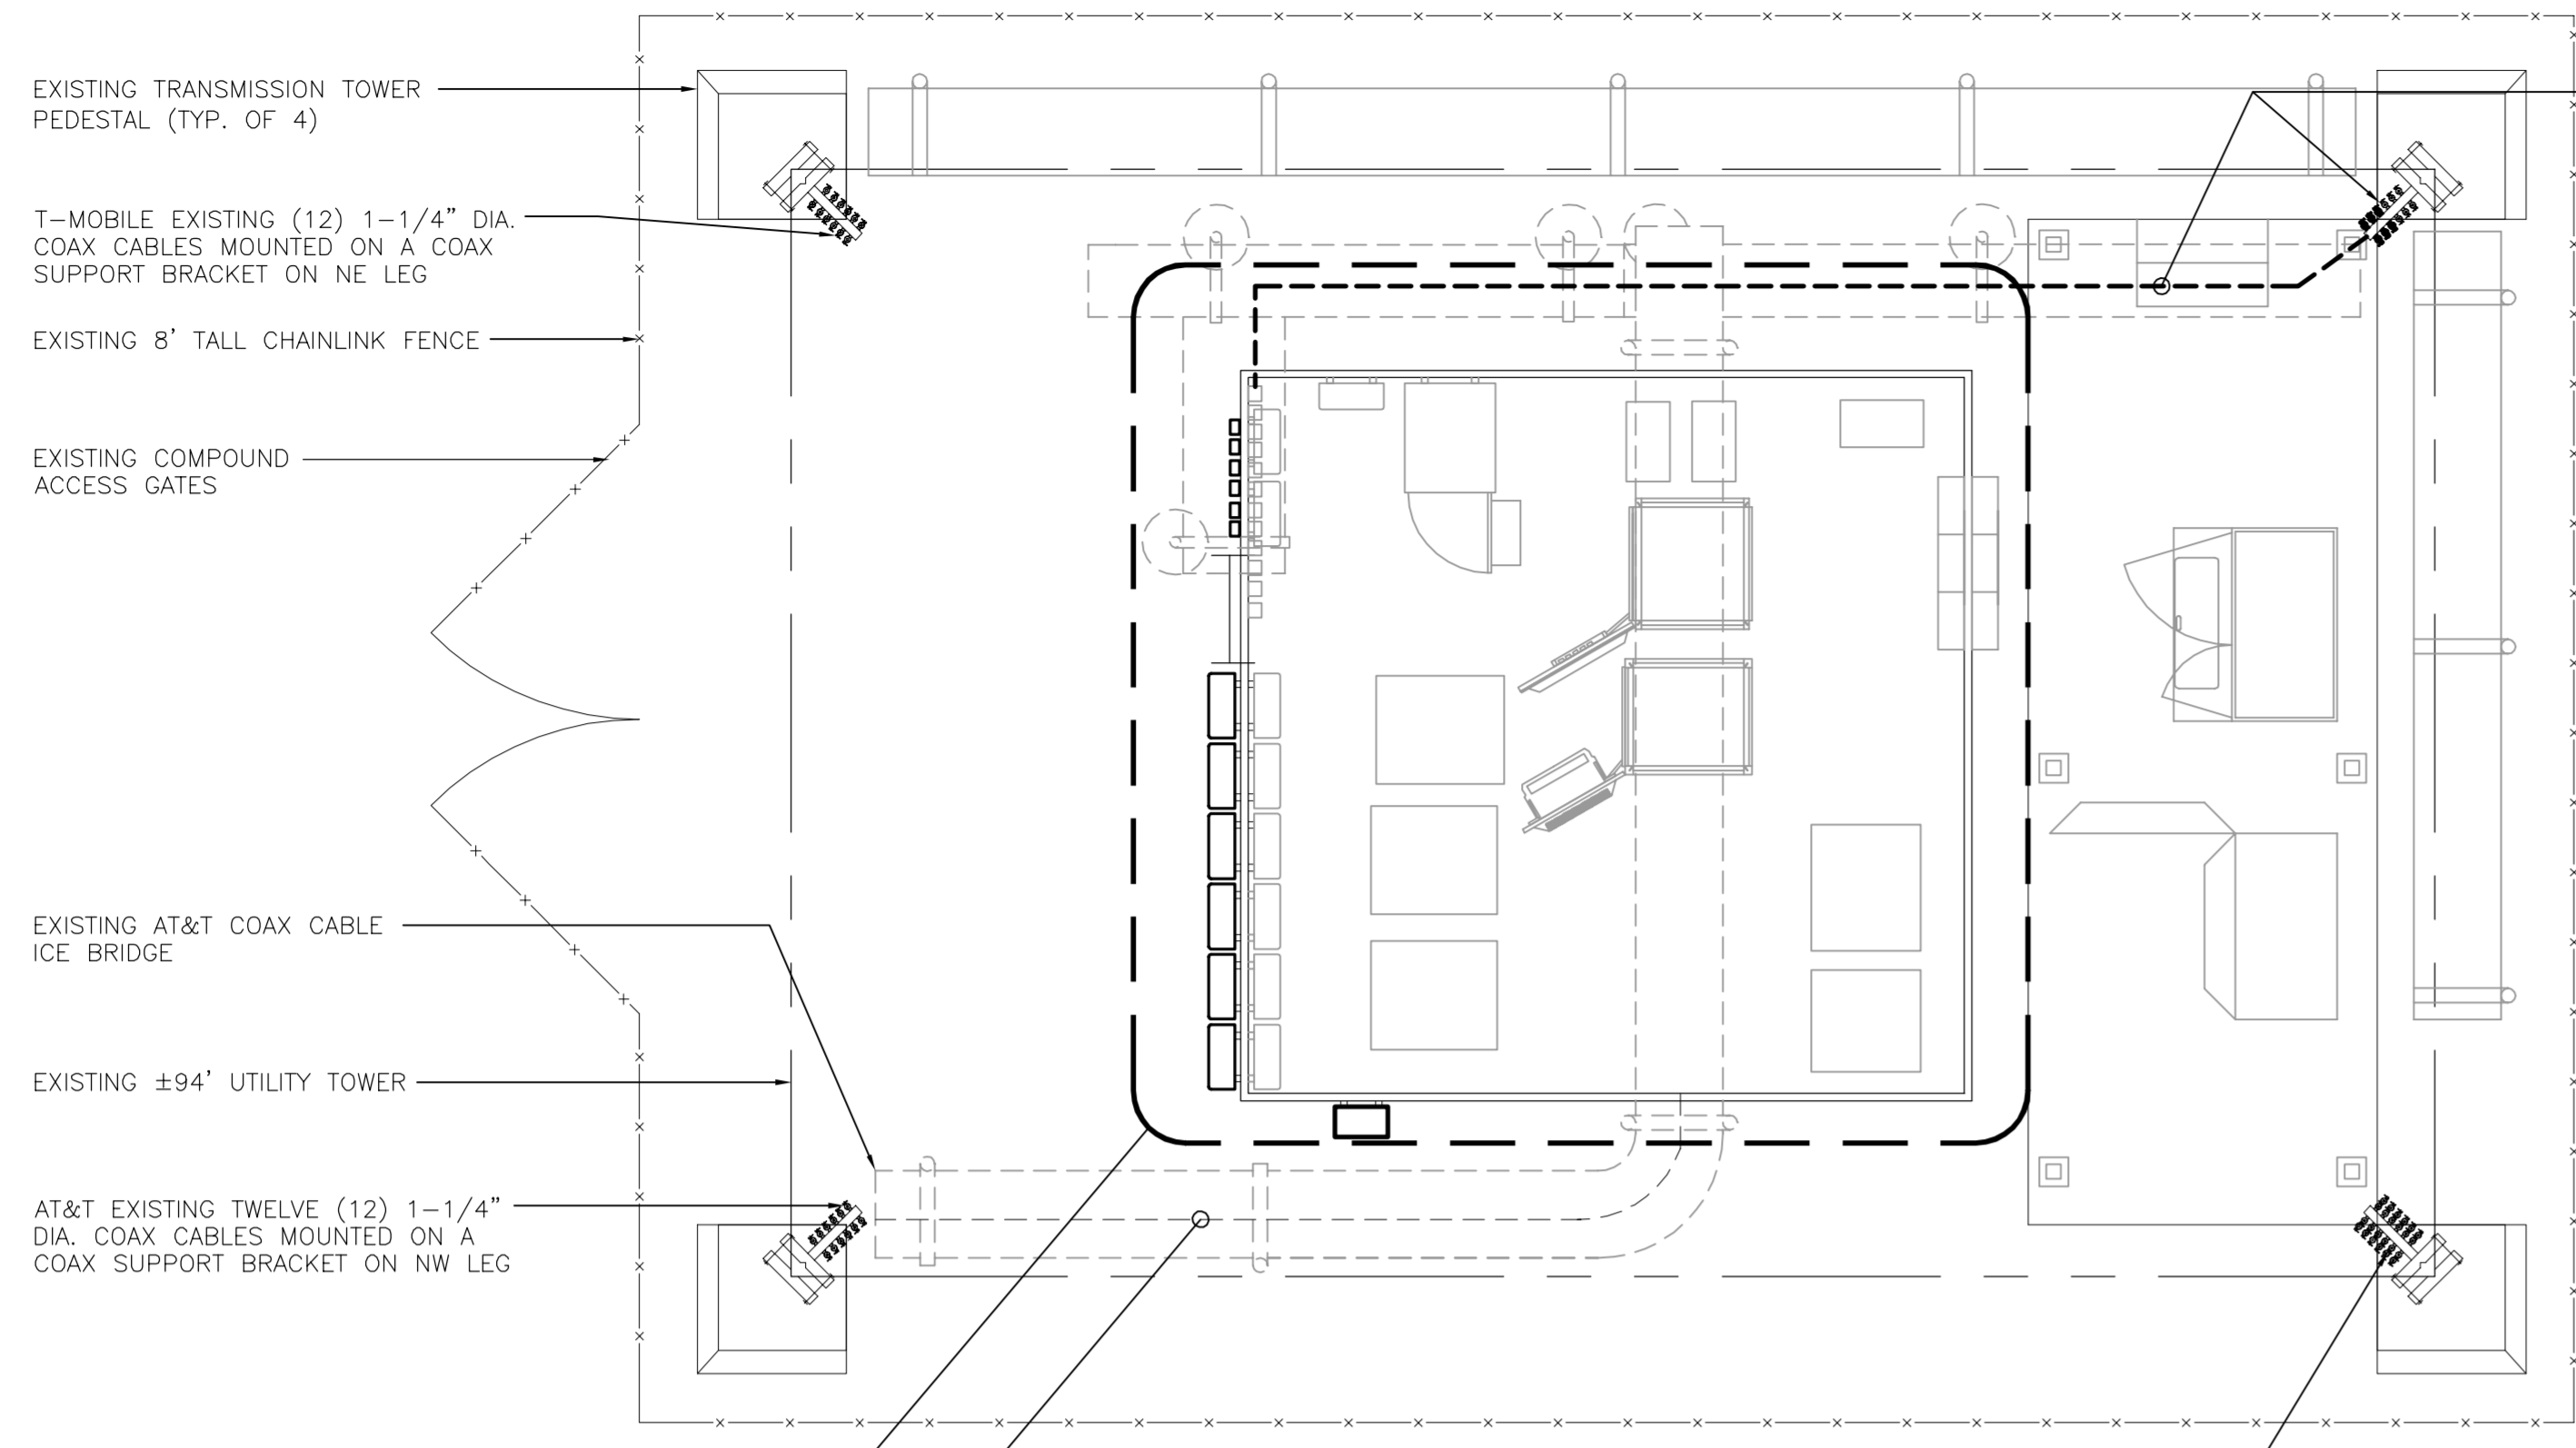 EXISTING TRANSMISSION TOWER
PEDESTAL (TYP. OF 4)
T-MOBILE EXISTING (12) 1-1/4" DIA.
COAX CABLES MOUNTED ON A COAX
SUPPORT BRACKET ON NE LEG
EXISTING 8' TALL CHAINLINK FENCE
EXISTING COMPOUND
ACCESS GATES
EXISTING AT&T COAX CABLE
ICE BRIDGE
EXISTING ±94' UTILITY TOWER
AT&T EXISTING TWELVE (12) 1-1/4"
DIA. COAX CABLES MOUNTED ON A
COAX SUPPORT BRACKET ON NW LEG